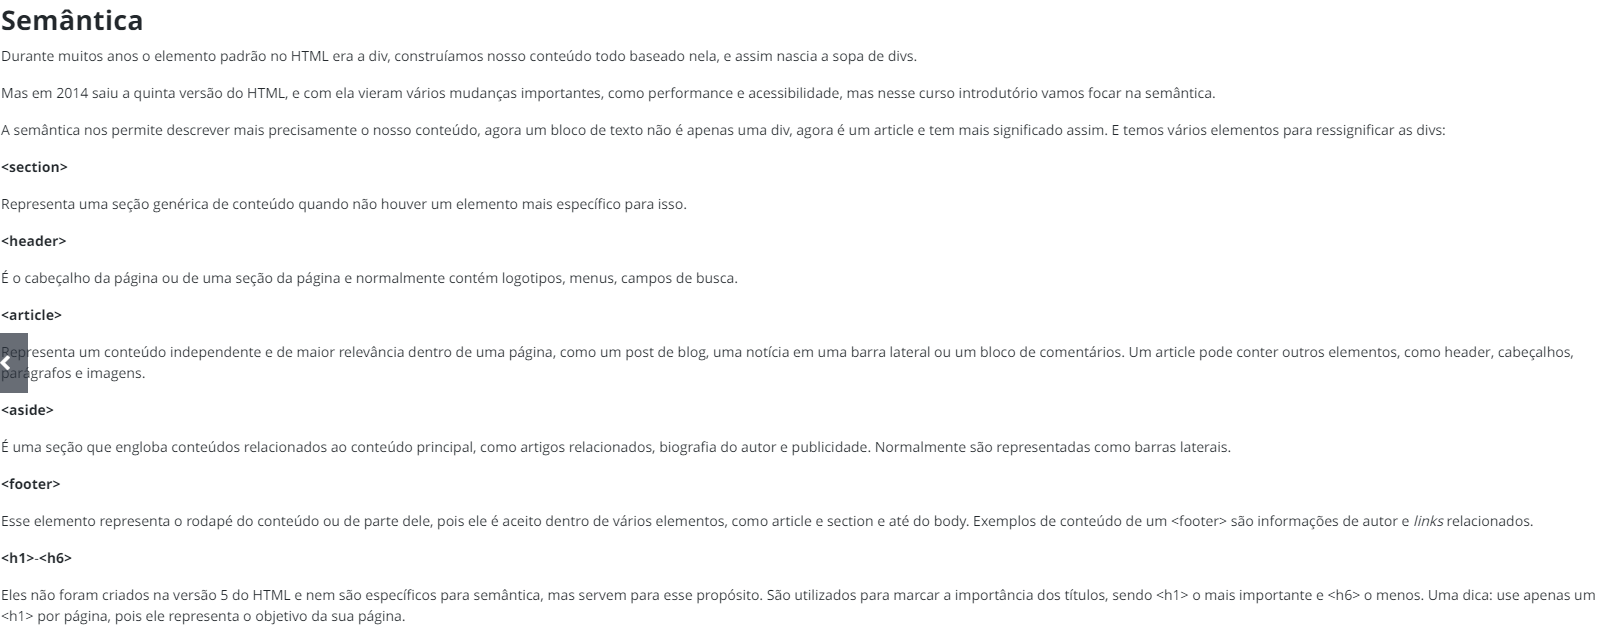 Semântica
Durante muitos anos o elemento padrão no HTML era a div, construíamos nosso conteúdo todo baseado nela, e assim nascia a sopa de divs.
Mas em 2014 saiu a quinta versão do HTML, e com ela vieram vários mudanças importantes, como performance e acessibilidade, mas nesse curso introdutório vamos focar na semântica.
A semântica nos permite descrever mais precisamente o nosso conteúdo, agora um bloco de texto não é apenas uma div, agora é um article e tem mais significado assim. E temos vários elementos para ressignificar as divs:
<section>
Representa uma seção genérica de conteúdo quando não houver um elemento mais específico para isso.
<header>
É o cabeçalho da página ou de uma seção da página e normalmente contém logotipos, menus, campos de busca.
<article>
Representa um conteúdo independente e de maior relevância dentro de uma página, como um post de blog, uma notícia em uma barra lateral ou um bloco de comentários. Um article pode conter outros elementos, como header, cabeçalhos,
parágrafos e imagens.
<aside>
É uma seção que engloba conteúdos relacionados ao conteúdo principal, como artigos relacionados, biografia do autor e publicidade. Normalmente são representadas como barras laterais.
<footer>
Esse elemento representa o rodapé do conteúdo ou de parte dele, pois ele é aceito dentro de vários elementos, como article e section e até do body. Exemplos de conteúdo de um <footer> são informações de autor e links relacionados.
<h1>-<h6>
Eles não foram criados na versão 5 do HTML e nem são específicos para semântica, mas servem para esse propósito. São utilizados para marcar a importância dos títulos, sendo <h1> o mais importante e <h6> o menos. Uma dica: use apenas um
<h1> por página, pois ele representa o objetivo da sua página.